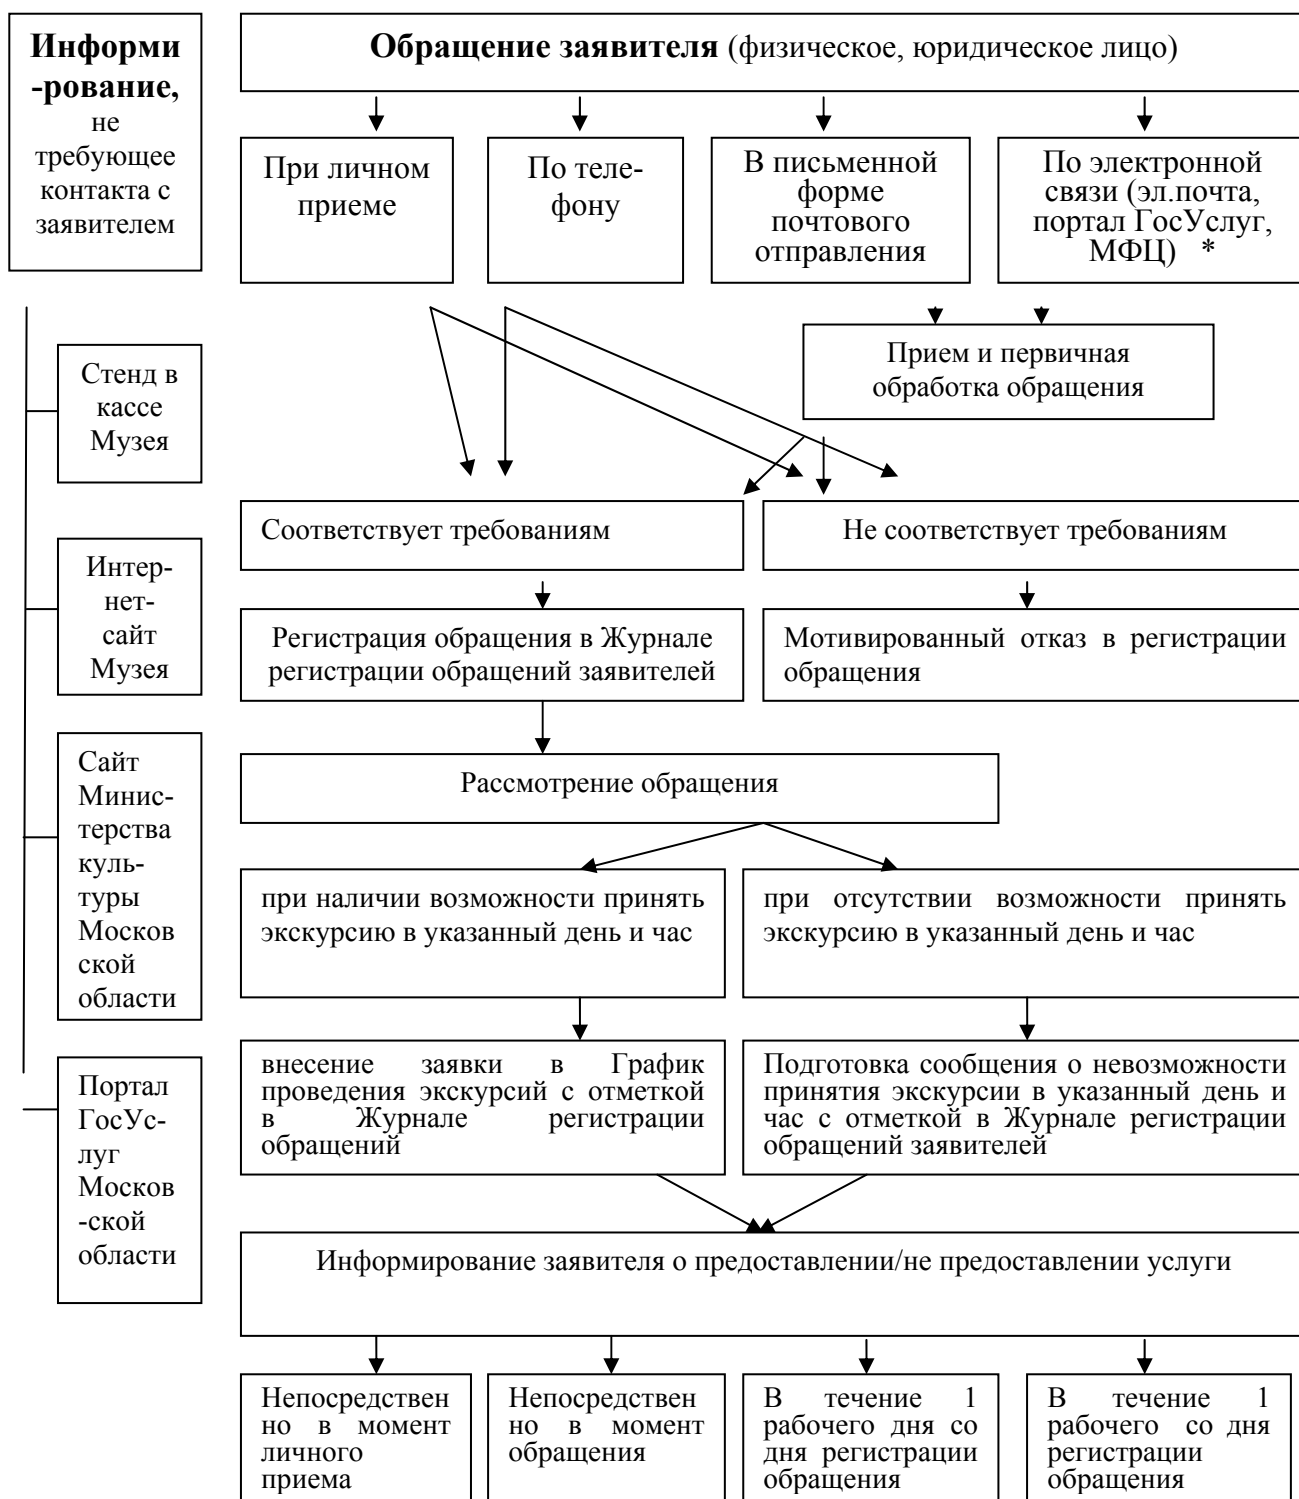 Информи
-рование,
не
требующее
контакта с
заявителем
Стенд в
кассе
Музея
Интер-
нет-
сайт
Музея
Сайт
Минис-
терства
куль-
туры
Москов
ской
области
Портал
ГосУс-
луг
Москов
-ской
области
Обращение заявителя (физическое, юридическое лицо)
При личном
приеме
По теле-
фону
В письменной
форме
почтового
отправления
По электронной
связи (эл.почта,
портал ГосУслуг,
МФЦ) *
Прием и первичная
обработка обращения
Соответствует требованиям
Не соответствует требованиям
Регистрация обращения в Журнале
регистрации обращений заявителей
Мотивированный отказ в регистрации
обращения
Рассмотрение обращения
при наличии возможности принять
экскурсию в указанный день и час
при отсутствии возможности принять
экскурсию в указанный день и час
внесение заявки в График
проведения экскурсий с отметкой
в Журнале регистрации
обращений
Подготовка сообщения о невозможности
принятия экскурсии в указанный день и
час с отметкой в Журнале регистрации
обращений заявителей
Информирование заявителя о предоставлении/не предоставлении услуги
Непосредствен
но в момент
личного
приема
Непосредствен
но в момент
обращения
В течение 1
рабочего дня со
дня регистрации
обращения
В течение 1
рабочего со дня
регистрации
обращения